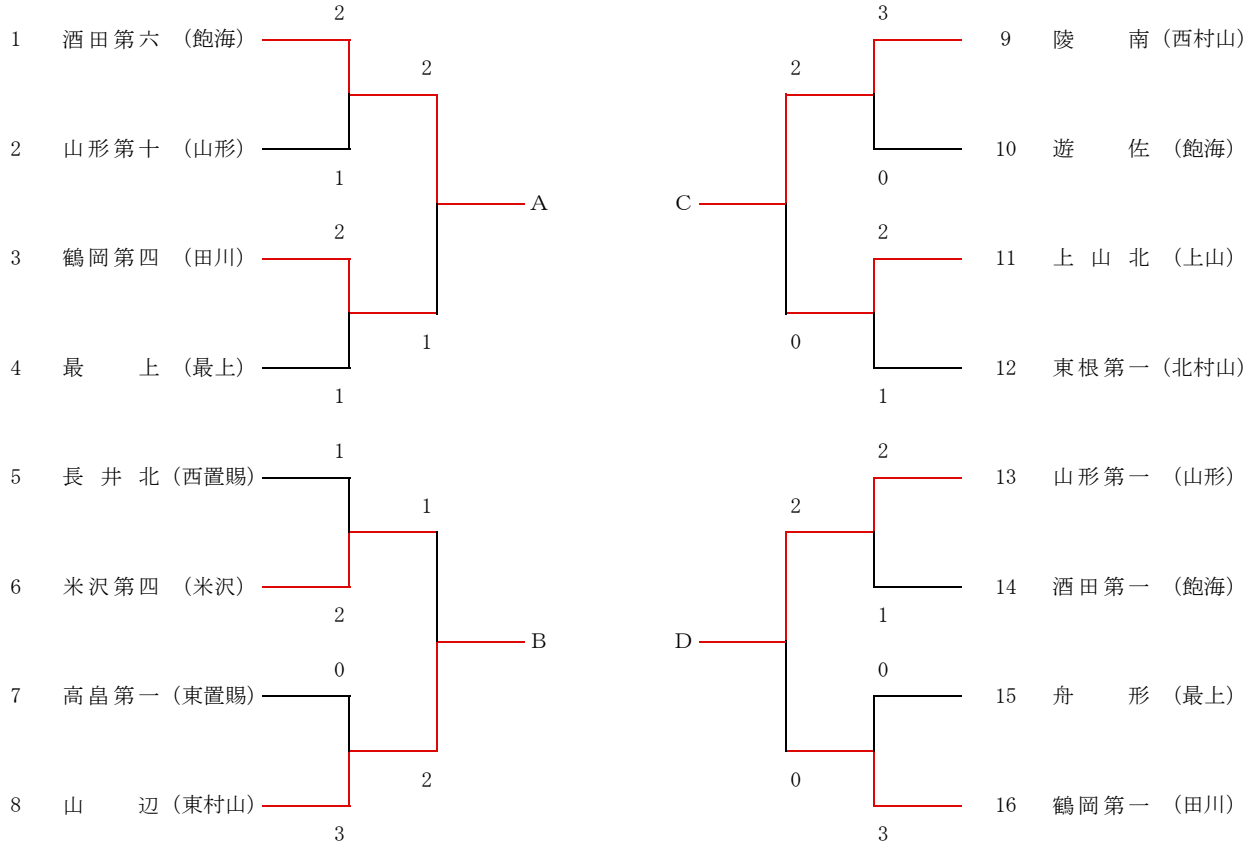 2 3
1 酒田第六 (飽海) 9 陵 南 (西村山)
2 2
2 山形第十 (山形) 10 遊 佐 (飽海)
1 0
A C
2 2
3 鶴岡第四 (田川) 11 上 山 北 (上山)
1 0
4 最 上 (最上) 12 東根第一 (北村山)
1 1
1 2
5 長 井 北 (西置賜) 13 山形第一 (山形)
1 2
6 米沢第四 (米沢) 14 酒田第一 (飽海)
2 1
B D
0 0
7 高畠第一 (東置賜) 15 舟 形 (最上)
2 0
8 山 辺 (東村山) 16 鶴岡第一 (田川)
3 3